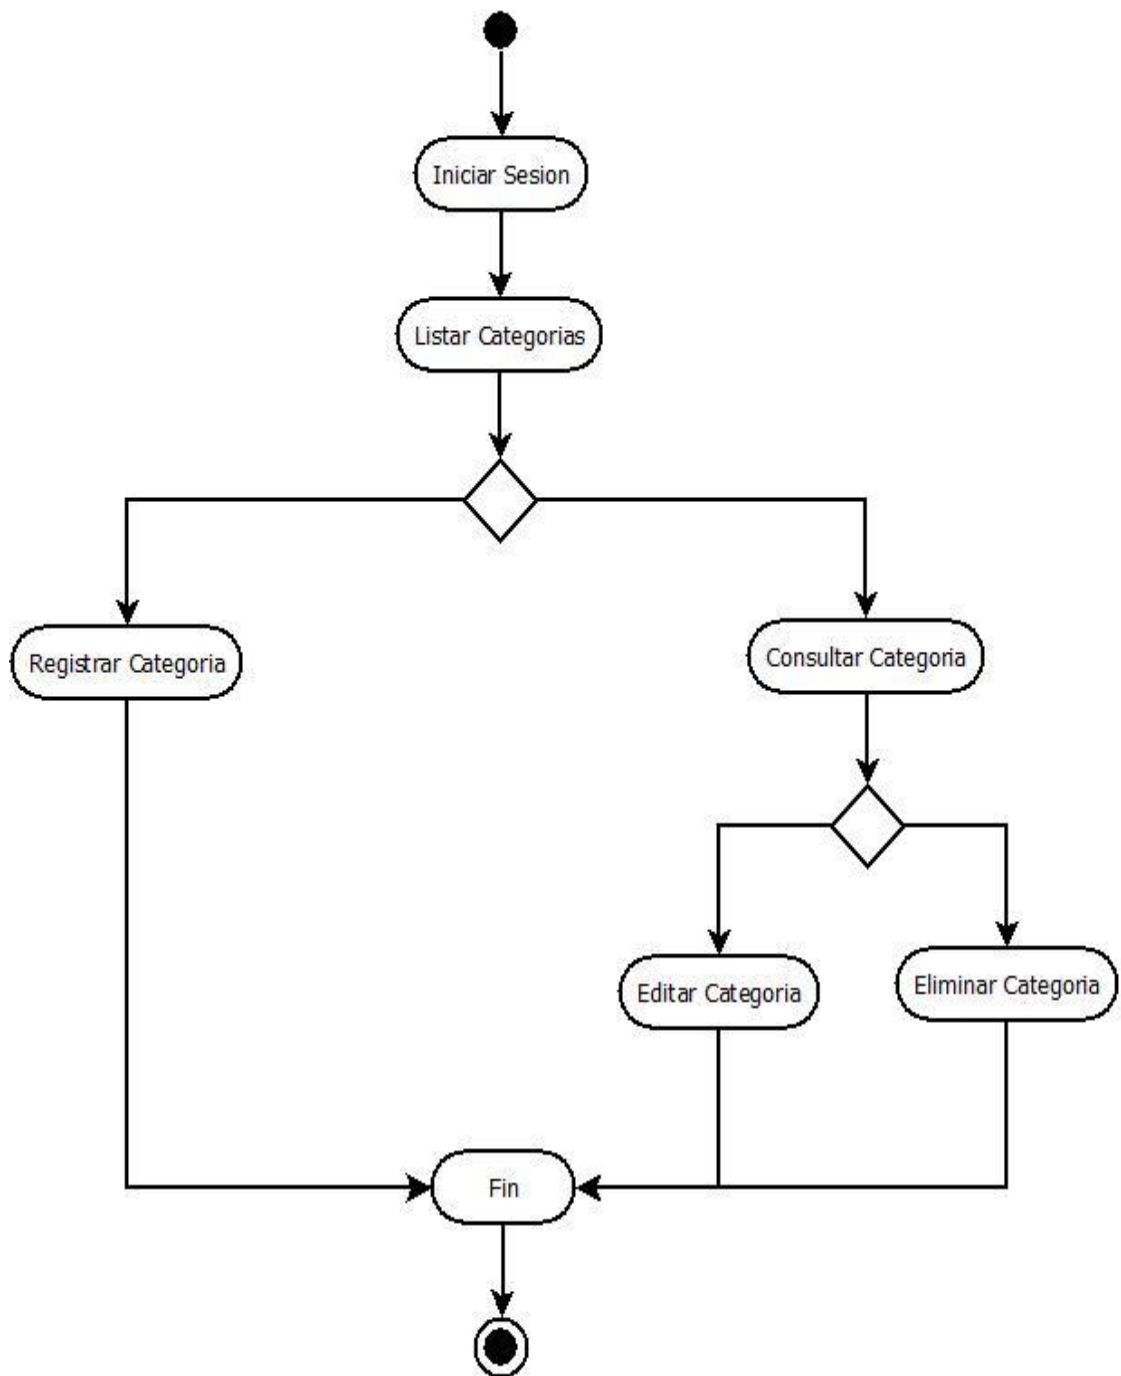 Iniciar Sesion
Listar Categorias
Registrar Categoria
Consultar Categoria
Editar Categoria
Eliminar Categoria
Fin